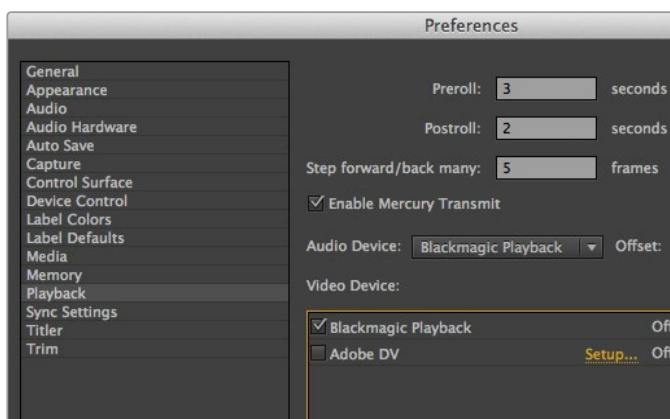 Preferences
General
Appearance
Audio
Audio Hardware
Auto Save
Capture
Control Surface
Device Control
Label Colors
Label Defaults
Media
Memory
Playback
Sync Settings
Titler
Trim
Preroll: 3 seconds
Postroll: 2 seconds
Step forward/back many: 5 frames
Enable Mercury Transmit
Audio Device: Blackmagic Playback Offset:
Video Device:
Blackmagic Playback Off
Adobe DV Setup... Off